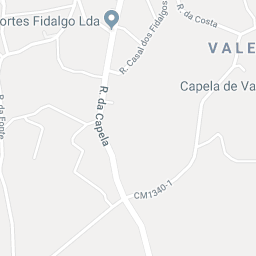 ortes Fidalgo Lda
R. da Costa
R. Casal dos Fidalgos
VALE
Capela de Va
R. da Capela
R. da Fonte
CM1340-1